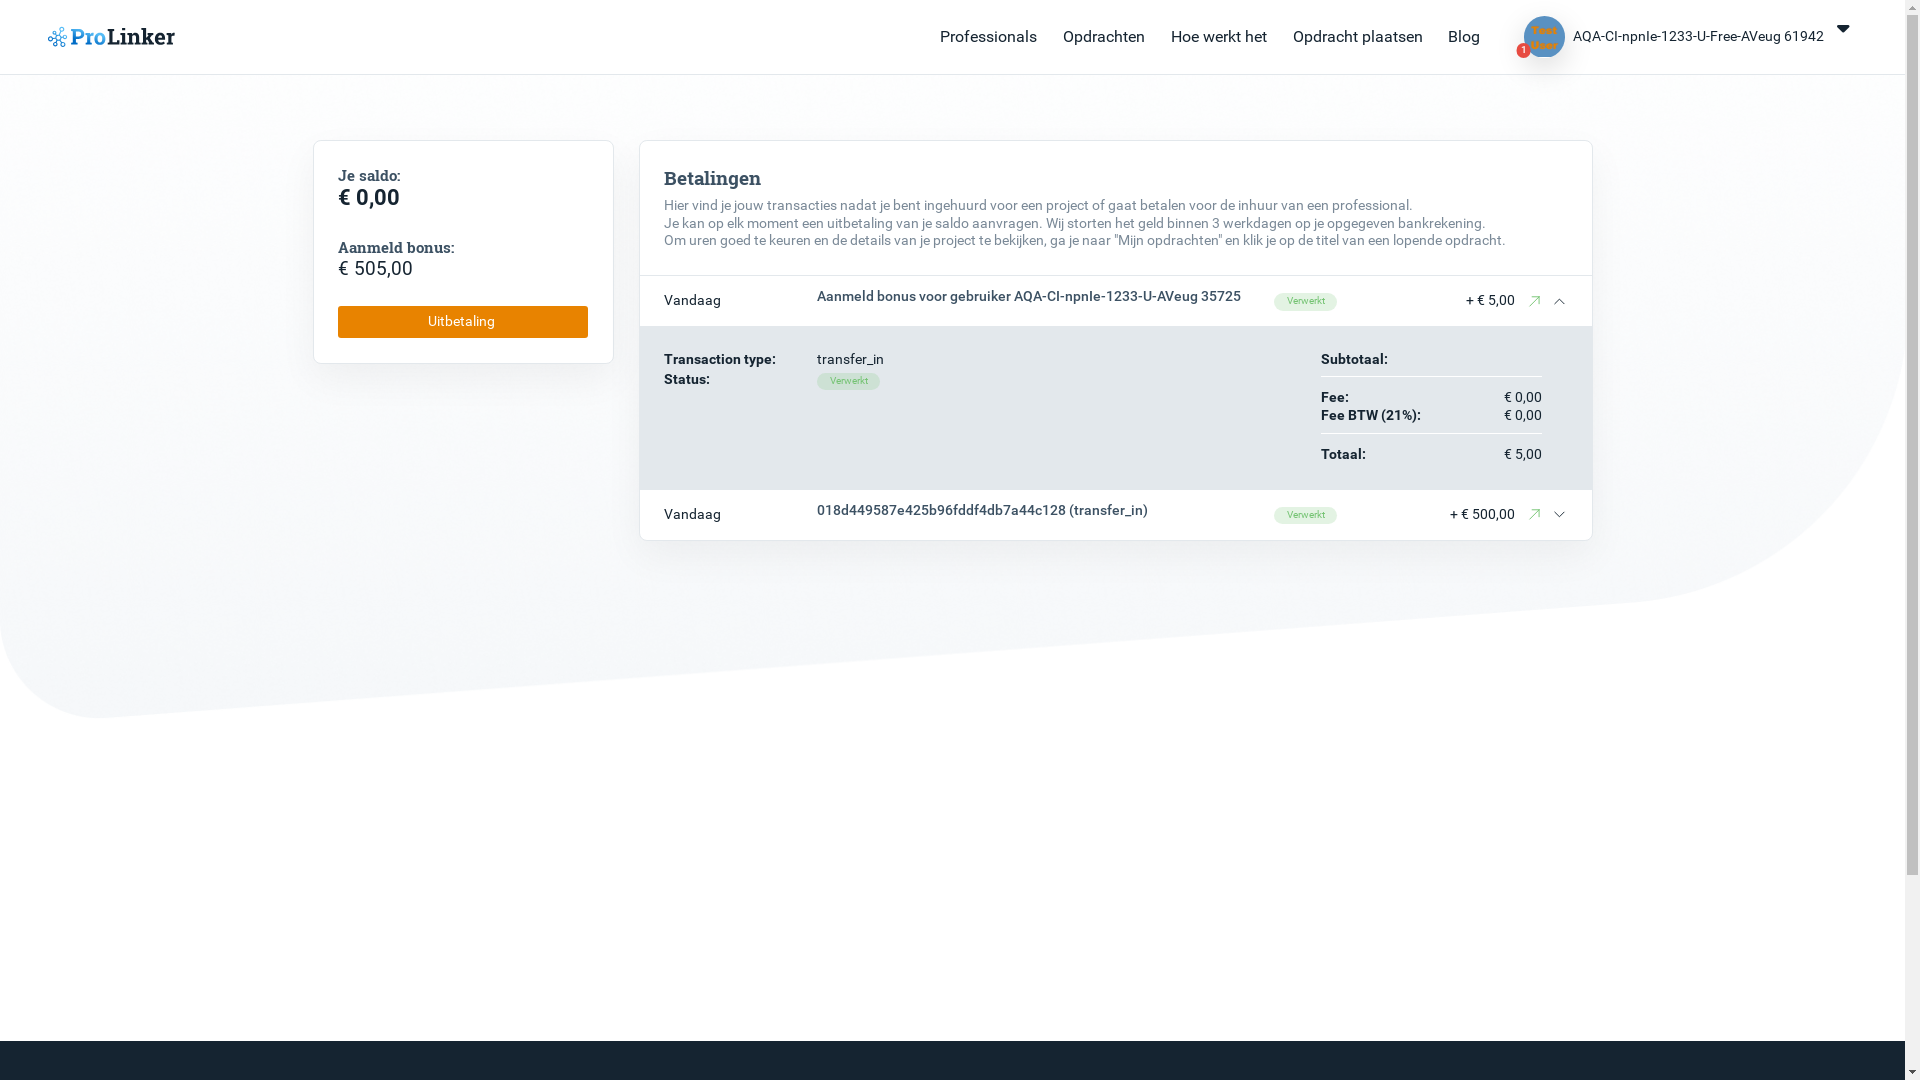 ProLinker
Professionals
Opdrachten
Hoe werkt het
Opdracht plaatsen
Blog
Test
User
1
AQA-CI-npnIe-1233-U-Free-AVeug 61942
Je saldo:
€ 0,00
Aanmeld bonus:
€ 505,00
Uitbetaling
Betalingen
Hier vind je jouw transacties nadat je bent ingehuurd voor een project of gaat betalen voor de inhuur van een professional.
Je kan op elk moment een uitbetaling van je saldo aanvragen. Wij storten het geld binnen 3 werkdagen op je opgegeven bankrekening.
Om uren goed te keuren en de details van je project te bekijken, ga je naar "Mijn opdrachten" en klik je op de titel van een lopende opdracht.
Vandaag
Aanmeld bonus voor gebruiker AQA-CI-npnIe-1233-U-AVeug 35725
Verwerkt
+ € 5,00
Transaction type:
transfer_in
Status:
Verwerkt
Subtotaal:
Fee:
€ 0,00
Fee BTW (21%):
€ 0,00
Totaal:
€ 5,00
Vandaag
018d449587e425b96fddf4db7a44c128 (transfer_in)
Verwerkt
+ € 500,00